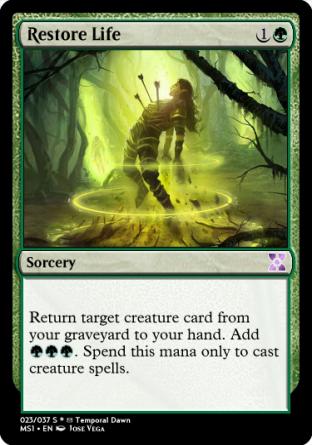 Restore Life 1
Sorcery
Return target creature card from
your graveyard to your hand. Add
. Spend this mana only to cast
creature spells.
023/037 S * Temporal Dawn
MS1 • EN Jose Vega